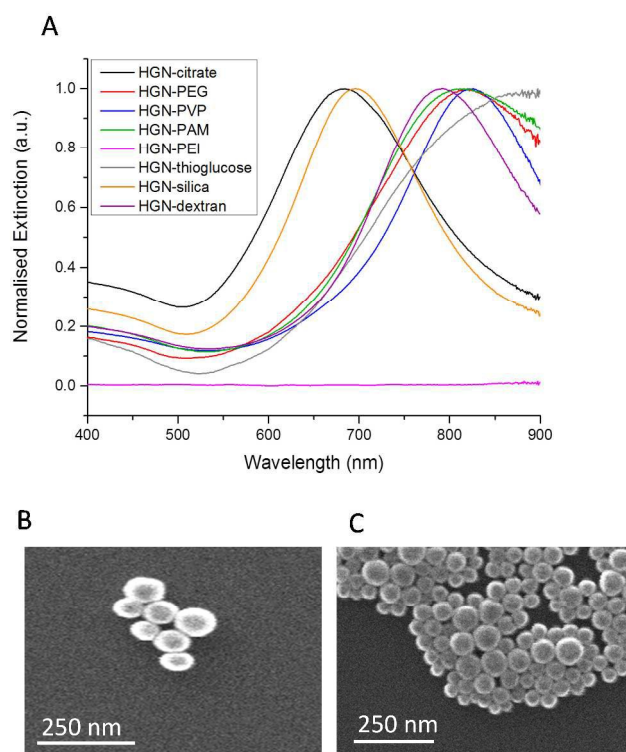 A
Normalised Extinction (a.u.)
1.0
0.8
0.6
0.4
0.2
0.0
HGN-citrate
HGN-PEG
HGN-PVP
HGN-PAM
HGN-PEI
HGN-thioglucose
HGN-silica
HGN-dextran
400
500
600
700
800
900
Wavelength (nm)
B
C
250 nm
250 nm